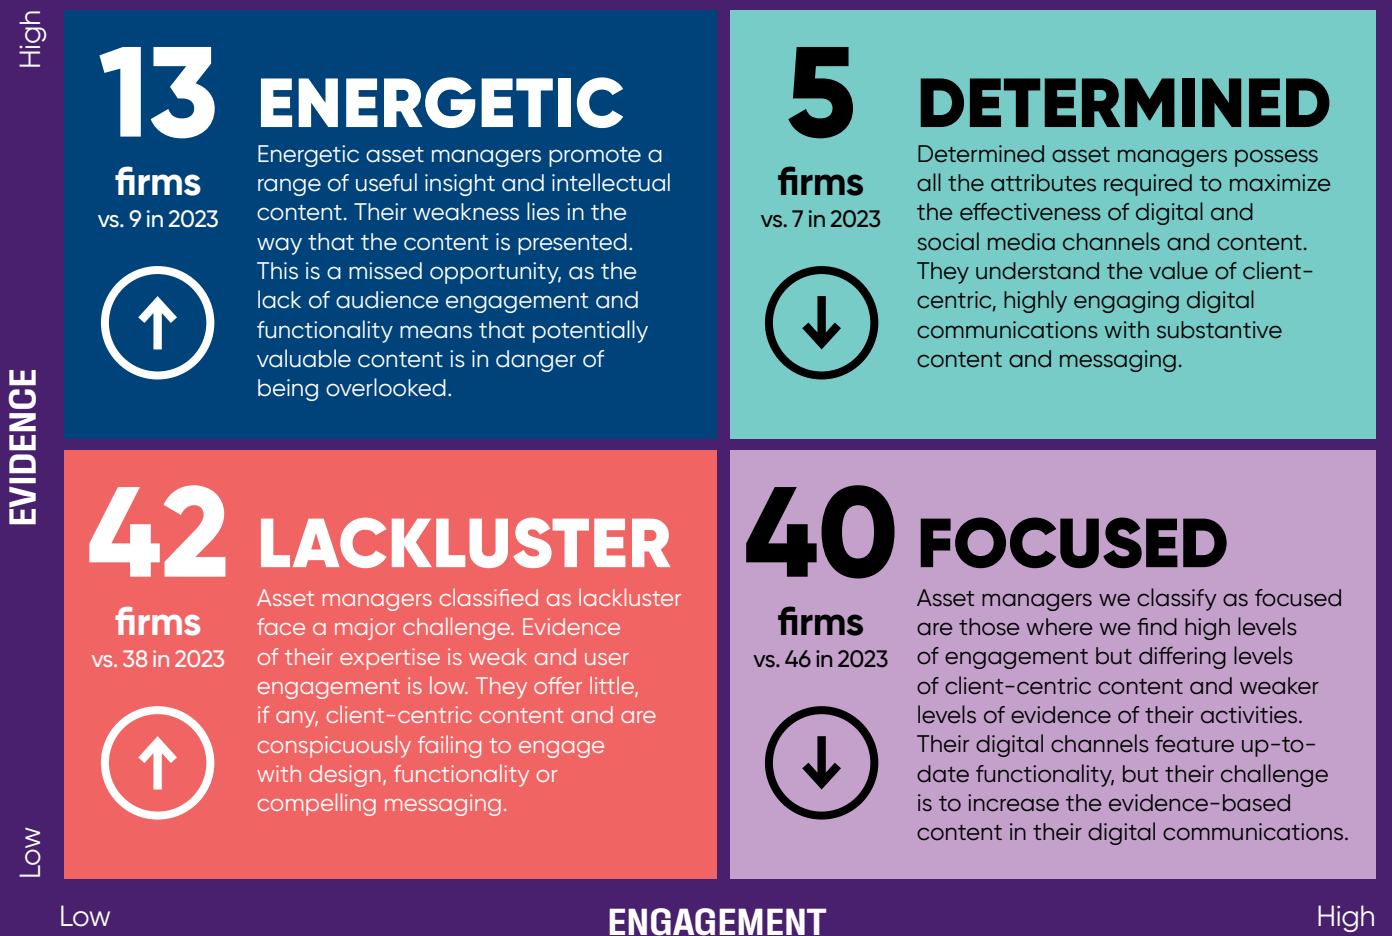 High
EVIDENCE
Low
13
firms
vs. 9 in 2023
ENERGETIC
Energetic asset managers promote a
range of useful insight and intellectual
content. Their weakness lies in the
way that the content is presented.
This is a missed opportunity, as the
lack of audience engagement and
functionality means that potentially
valuable content is in danger of
being overlooked.
5
firms
vs. 7 in 2023
DETERMINED
Determined asset managers possess
all the attributes required to maximize
the effectiveness of digital and
social media channels and content.
They understand the value of client-
centric, highly engaging digital
communications with substantive
content and messaging.
42
firms
vs. 38 in 2023
LACKLUSTER
Asset managers classified as lackluster
face a major challenge. Evidence
of their expertise is weak and user
engagement is low. They offer little,
if any, client-centric content and are
conspicuously failing to engage
with design, functionality or
compelling messaging.
40
firms
vs. 46 in 2023
FOCUSED
Asset managers we classify as focused
are those where we find high levels
of engagement but differing levels
of client-centric content and weaker
levels of evidence of their activities.
Their digital channels feature up-to-
date functionality, but their challenge
is to increase the evidence-based
content in their digital communications.
Low
ENGAGEMENT
High